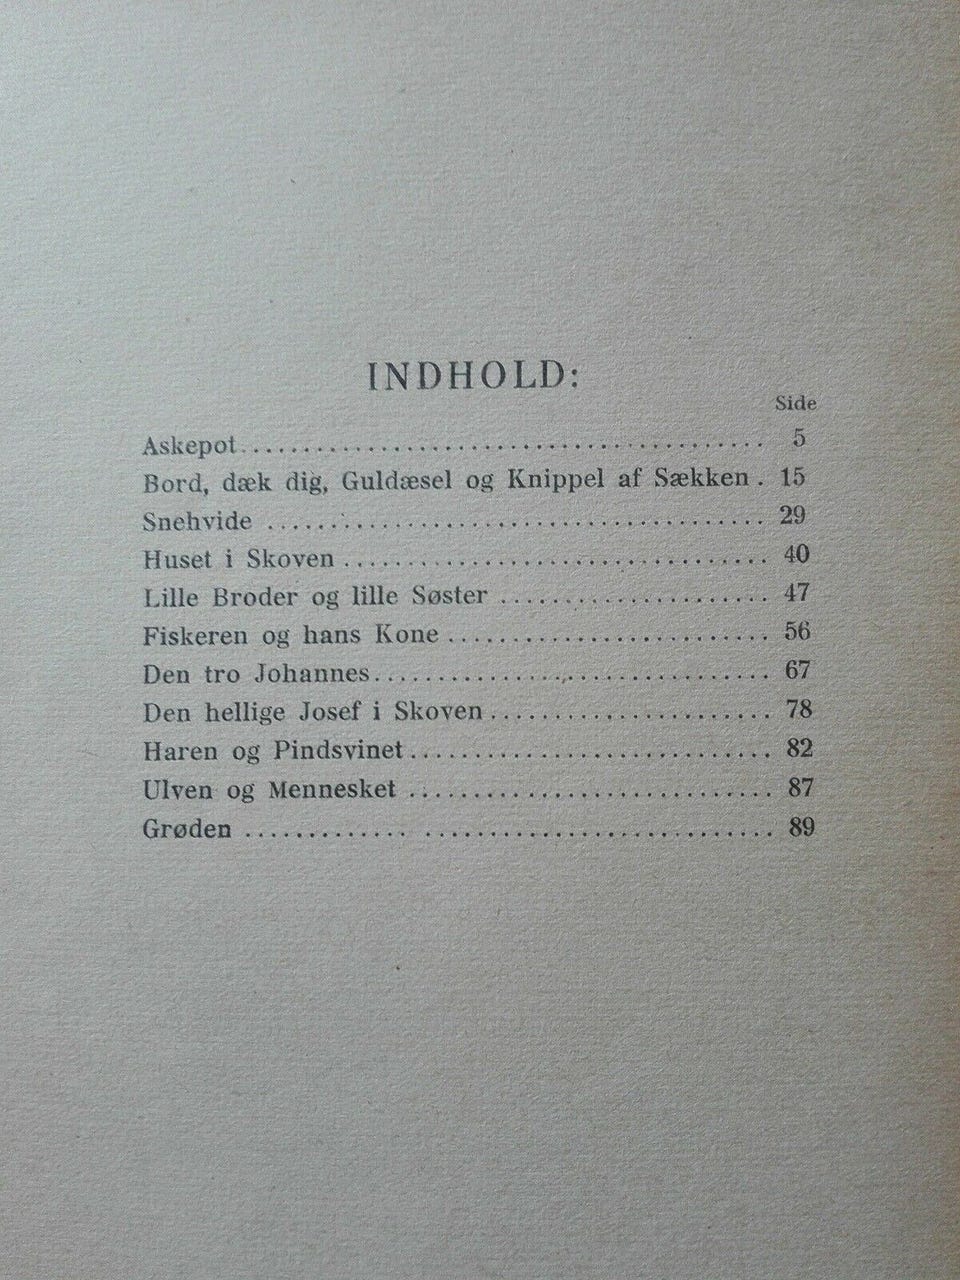 INDHOLD:
Side
Askepot........................................ 5
Bord, dæk dig, Guldæsel og Knippel af Sækken. 15
Snehvide ....................................... 29
Huset i Skoven ................................. 40
Lille Broder og lille Søster ...................... 47
Fiskeren og hans Kone .......................... 56
Den tro Johannes............................... 67
Den hellige Josef i Skoven....................... 78
Haren og Pindsvinet............................. 82
Ulven og Mennesket ............................. 87
Grøden ............. ........................... 89